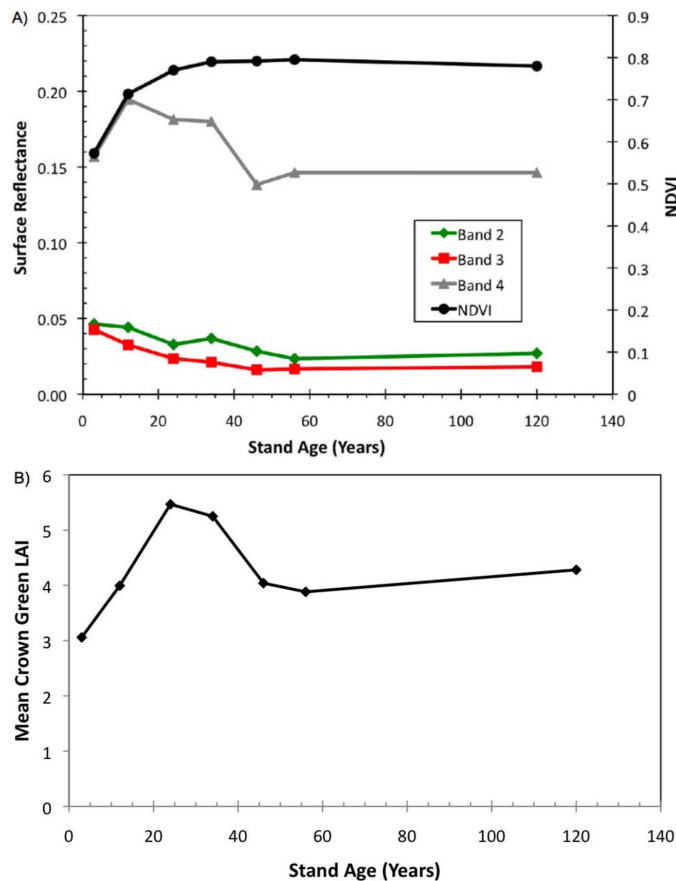 A)
0.25
0.20
0.15
0.10
0.05
0.00
Surface Reflectance
0.9
0.8
0.7
0.6
0.5
0.4
0.3
0.2
0.1
0
NDVI
Band 2
Band 3
Band 4
NDVI
0 20 40 60 80 100 120 140
Stand Age (Years)
B)
6
5
4
3
2
1
0
Mean Crown Green LAI
0 20 40 60 80 100 120 140
Stand Age (Years)